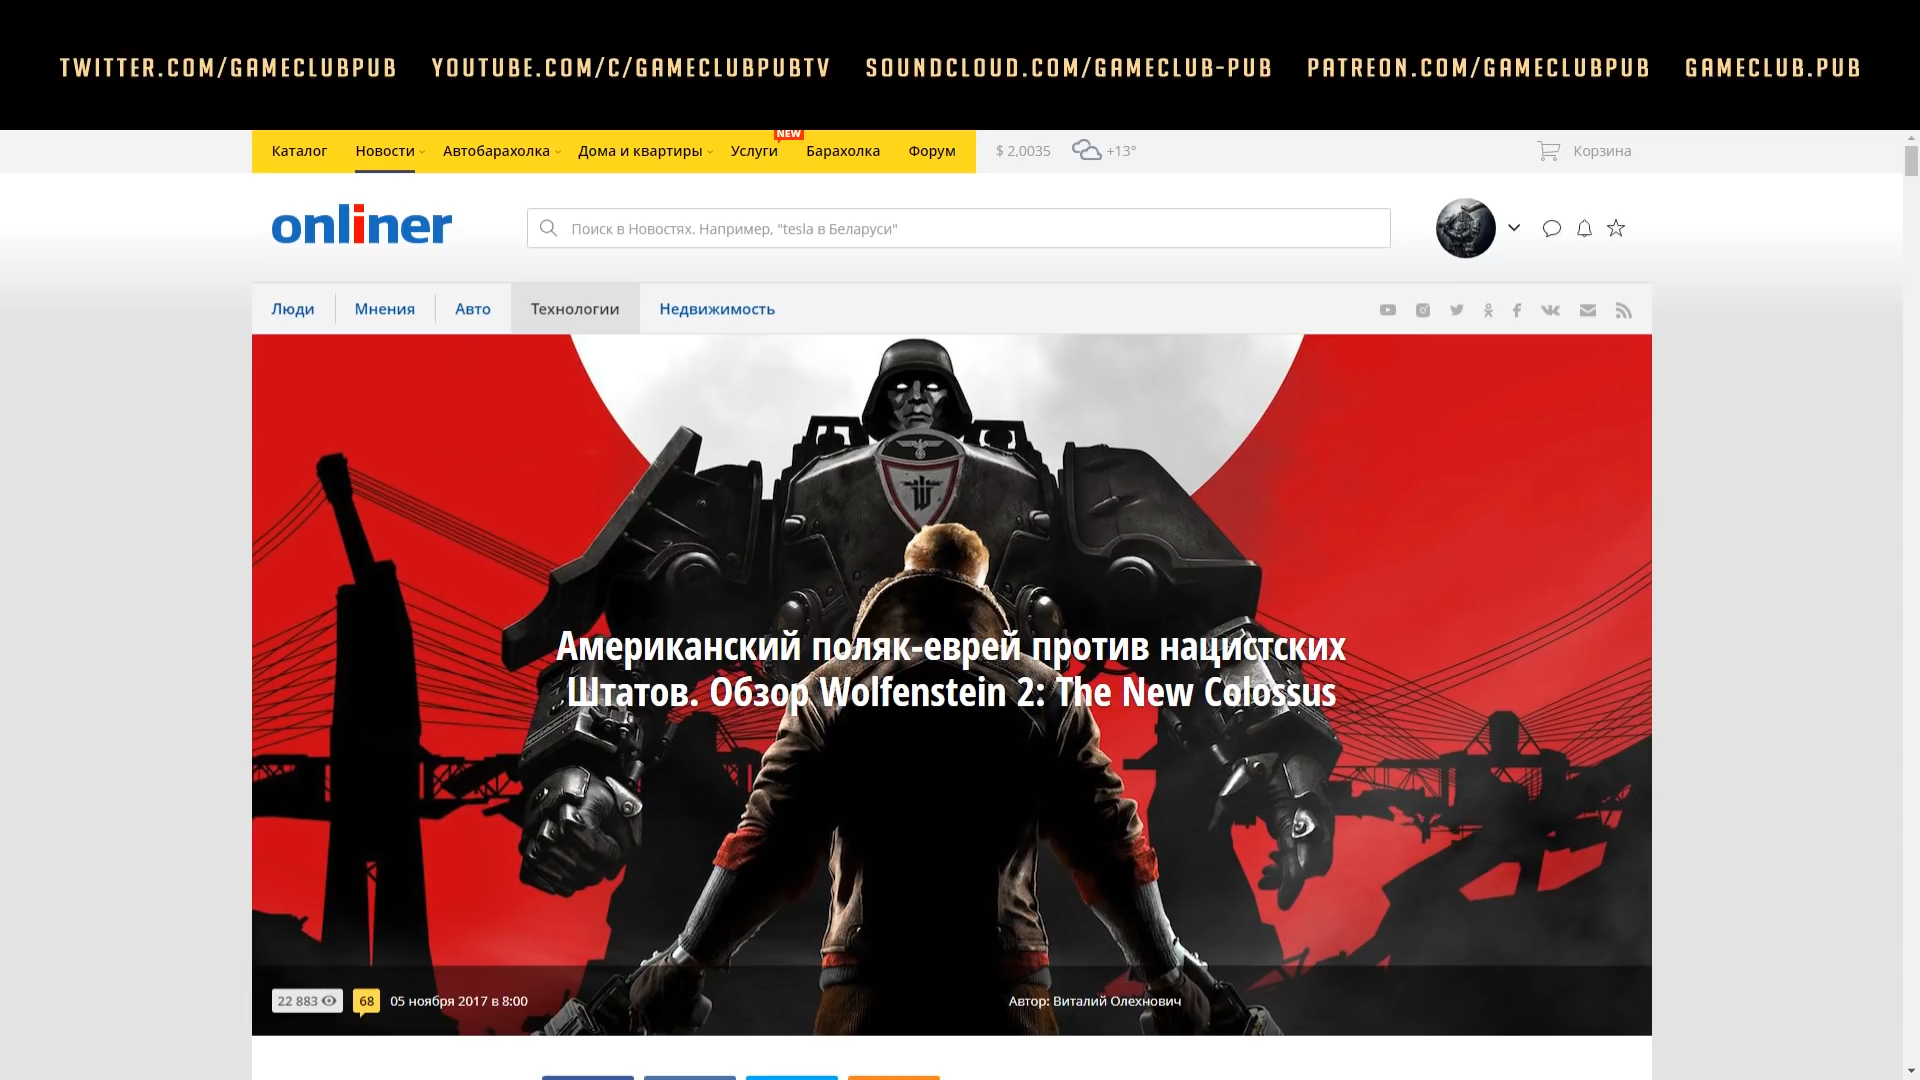 TWITTER.COM/GAMECLUBPUB YOUTUBE.COM/C/GAMECLUBPUBTV SOUNDCLOUD.COM/GAMECLUB-PUB PATREON.COM/GAMECLUBPUB GAMECLUB.PUB
NEW
Каталог Новости Автобарахолка Дома и квартиры Услуги Барахолка Форум $ 2,0035 +13° Корзина
onliner
Поиск в Новостях. Например, "tesla в Беларуси"
Люди Мнения Авто Технологии Недвижимость
Американский поляк-еврей против нацистских
Штатов. Обзор Wolfenstein 2: The New Colossus
22 883 68 05 ноября 2017 в 8:00 Автор: Виталий Олехнович